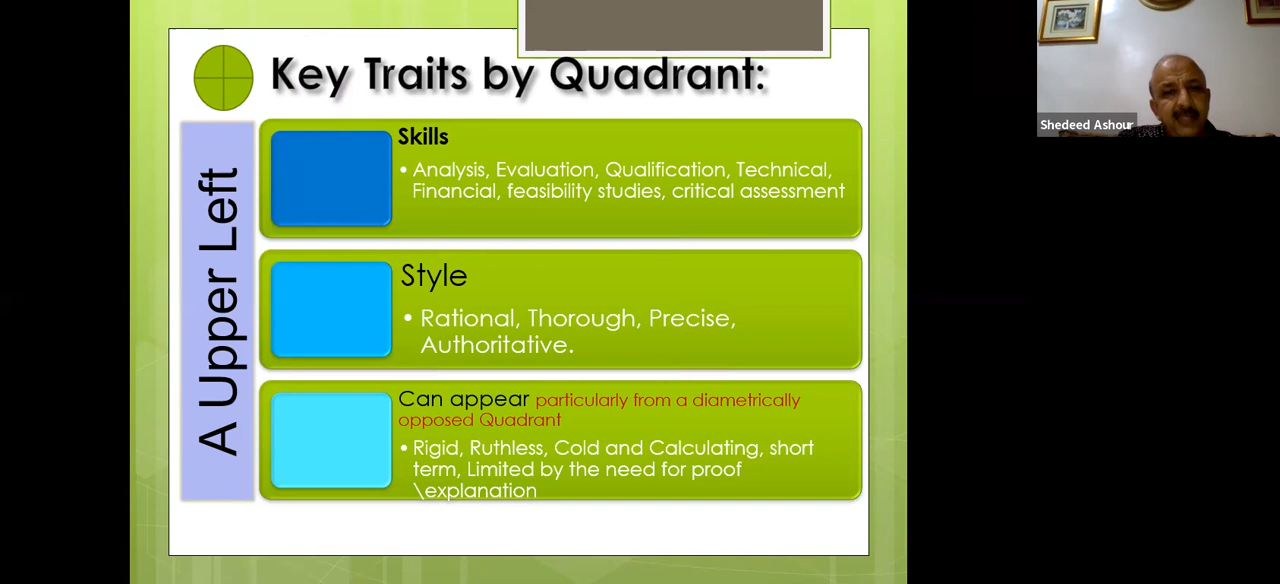 Key Traits by Quadrant:
A Upper Left
Skills
• Analysis, Evaluation, Qualification, Technical,
Financial, feasibility studies, critical assessment
Style
• Rational, Thorough, Precise,
Authoritative.
Can appear particularly from a diametrically
opposed Quadrant
• Rigid, Ruthless, Cold and Calculating, short
term, Limited by the need for proof
\explanation
Shedeed Ashour